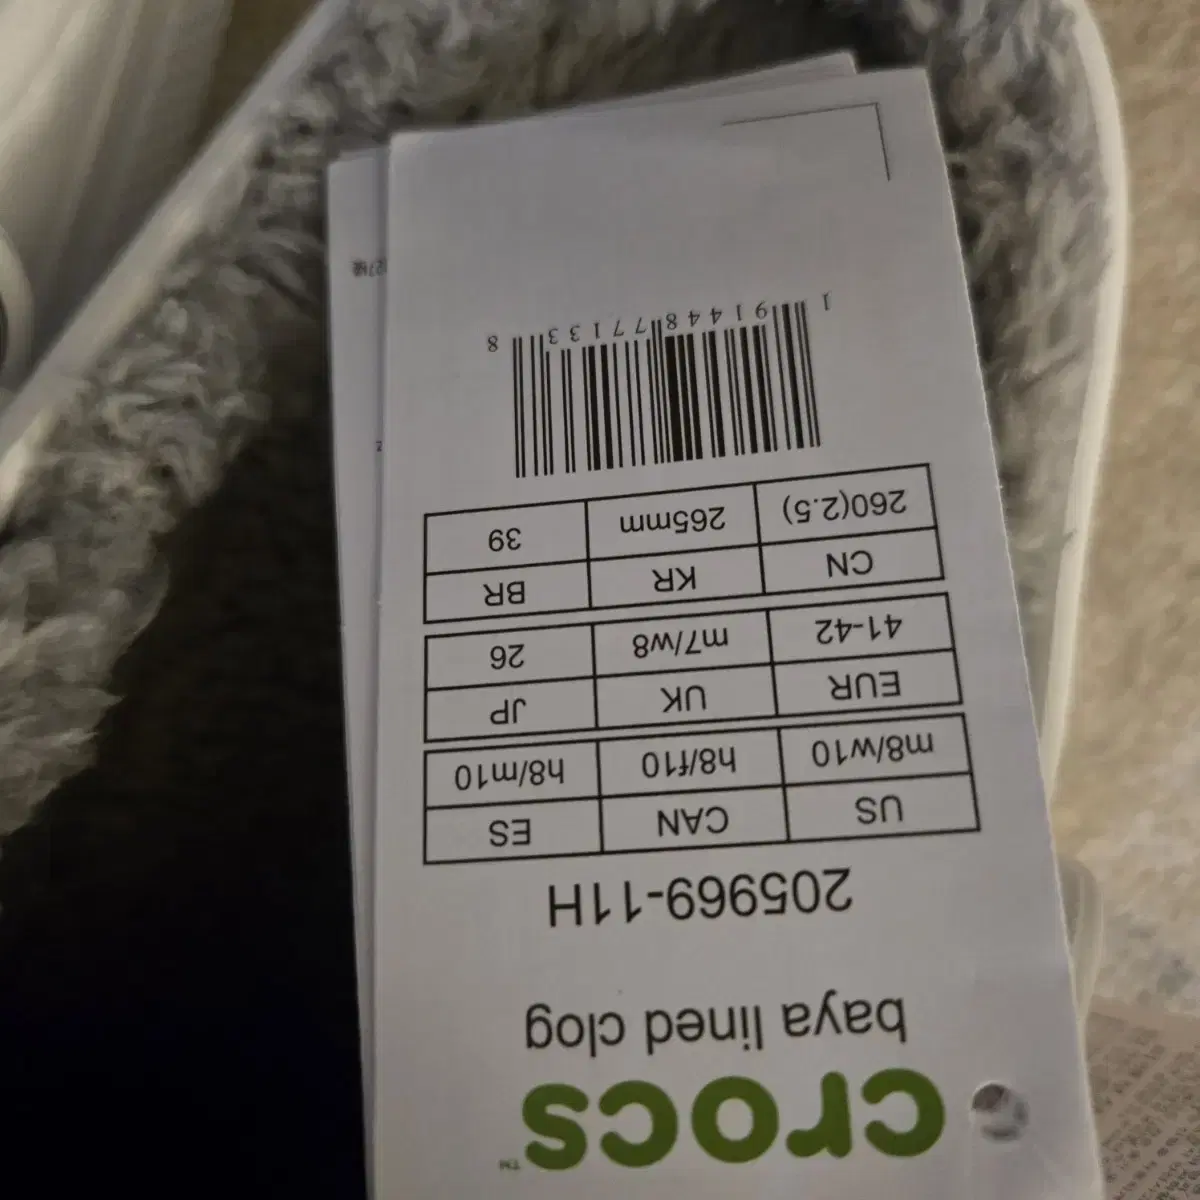 crocs™
baya lined clog
205969-11H
US CAN ES
m8/w10 h8/f10 h8/m10
EUR UK JP
41-42 m7/w8 26
CN KR BR
260(2.5) 265mm 39
1 91448 77133 8